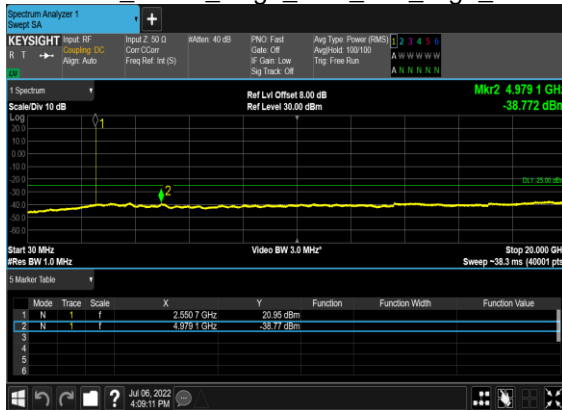 Spectrum Analyzer 1
Swept SA
+
KEYSIGHT Input: RF Input Z: 50 Ω #Atten: 40 dB PNO: Fast Avg Type: Power (RMS) 1 2 3 4 5 6
R T Coupling: DC Corr CCorr Gate: Off Avg|Hold: 100/100 A W W W W W
Align: Auto Freq Ref: Int (S) IF Gain: Low Trig: Free Run
Sig Track: Off A N N N N N
LXI
1 Spectrum Ref Lvl Offset 8.00 dB Mkr2 4.979 1 GHz
Scale/Div 10 dB Ref Level 30.00 dBm -38.772 dBm
Log
20.0
10.0
0.00
-10.0
-20.0
-30.0
-40.0
-50.0
-60.0
1
2
DL1 -25.00 dBm
Start 30 MHz Video BW 3.0 MHz* Stop 20.000 GHz
#Res BW 1.0 MHz Sweep ~38.3 ms (40001 pts)
5 Marker Table
Mode Trace Scale X Y Function Function Width Function Value
1 N 1 f 2.550 7 GHz 20.95 dBm
2 N 1 f 4.979 1 GHz -38.77 dBm
3
4
5
6
? Jul 06, 2022
4:09:11 PM